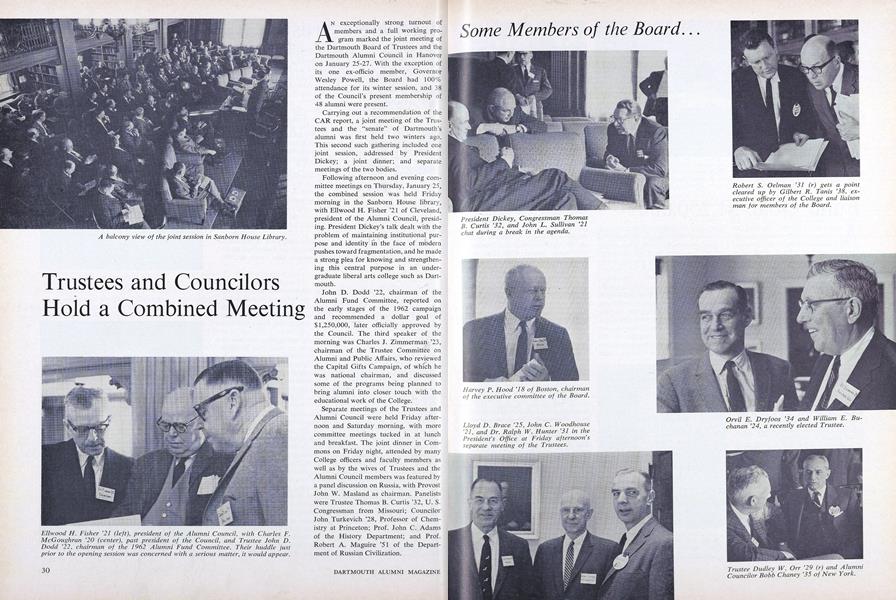 A balcony view of the joint session in Sanborn House Library.
Trustees and Councilors
Hold a Combined Meeting
Ellwood H. Fisher '21 (left), president of the Alumni Council, with Charles F.
McGoughran '20 (center), past president of the Council, and Trustee John D.
Dodd '22, chairman of the 1962 Alumni Fund Committee. Their huddle just
prior to the opening session was concerned with a serious matter, it would appear.
30
AN exceptionally strong turnout of
members and a full working pro-
gram marked the joint meeting of
the Dartmouth Board of Trustees and the
Dartmouth Alumni Council in Hanover
on January 25-27. With the exception of
its one ex-officio member, Governor
Wesley Powell, the Board had 100%
attendance for its winter session, and 38
of the Council's present membership of
48 alumni were present.
Carrying out a recommendation of the
CAR report, a joint meeting of the Trus-
tees and the "senate" of Dartmouth's
alumni was first held two winters ago.
This second such gathering included one
joint session, addressed by President
Dickey; a joint dinner; and separate
meetings of the two bodies.
Following afternoon and evening com-
mittee meetings on Thursday, January 25,
the combined session was held Friday
morning in the Sanborn House library,
with Ellwood H. Fisher '21 of Cleveland,
president of the Alumni Council, presid-
ing. President Dickey's talk dealt with the
problem of maintaining institutional pur-
pose and identity in the face of modern
pushes toward fragmentation, and he made
a strong plea for knowing and strengthen-
ing this central purpose in an under-
graduate liberal arts college such as Dart-
mouth.
John D. Dodd '22, chairman of the
Alumni Fund Committee, reported on
the early stages of the 1962 campaign
and recommended a dollar goal of
$1,250,000, later officially approved by
the Council. The third speaker of the
morning was Charles J. Zimmerman '23,
chairman of the Trustee Committee on
Alumni and Public Affairs, who reviewed
the Capital Gifts Campaign, of which he
was national chairman, and discussed
some of the programs being planned to
bring alumni into closer touch with the
educational work of the College.
Separate meetings of the Trustees and
Alumni Council were held Friday after-
noon and Saturday morning, with more
committee meetings tucked in at lunch
and breakfast. The joint dinner in Com-
mons on Friday night, attended by many
College officers and faculty members as
well as by the wives of Trustees and the
Alumni Council members was featured by
a panel discussion on Russia, with Provost
John W. Masland as chairman. Panelists
were Trustee Thomas B. Curtis '32, U. S.
Congressman from Missouri; Councilor
John Turkevich '28, Professor of Chem-
istry at Princeton; Prof. John C. Adams
of the History Department; and Prof.
Robert A. Maguire '51 of the Depart-
ment of Russian Civilization.
DARTMOUTH ALUMNI MAGAZINE
Some Members of the Board...
President Dickey, Congressman Thomas
B. Curtis '32, and John L. Sullivan '21
chat during a break in the agenda.
Robert S. Oelman '31 (r) gets a point
cleared up by Gilbert R. Tanis '38, ex-
ecutive officer of the College and liaison
man for members of the Board.
Harvey P. Hood '18 of Boston, chairman
of the executive committee of the Board.
Orvil E. Dryfoos '34 and William E. Bu-
chanan '24, a recently elected Trustee.
Lloyd D. Brace '25, John C. Woodhouse
'21, and Dr. Ralph W. Hunter '31 in the
President's Office at Friday afternoon's
separate meeting of the Trustees.
Trustee Dudley W. Orr '29 (r) and Alumni
Councilor Bobb Chaney '35 of New York.